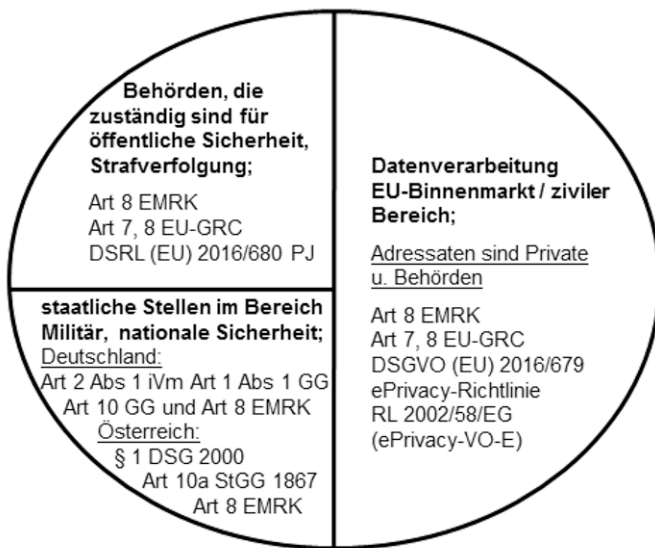 Behörden, die
zuständig sind für
öffentliche Sicherheit,
Strafverfolgung;
Art 8 EMRK
Art 7, 8 EU-GRC
DSRL (EU) 2016/680 PJ
staatliche Stellen im Bereich
Militär, nationale Sicherheit;
Deutschland:
Art 2 Abs 1 iVm Art 1 Abs 1 GG
Art 10 GG und Art 8 EMRK
Österreich:
§ 1 DSG 2000
Art 10a StGG 1867
Art 8 EMRK
Datenverarbeitung
EU-Binnenmarkt / ziviler
Bereich;
Adressaten sind Private
u. Behörden
Art 8 EMRK
Art 7, 8 EU-GRC
DSGVO (EU) 2016/679
ePrivacy-Richtlinie
RL 2002/58/EG
(ePrivacy-VO-E)